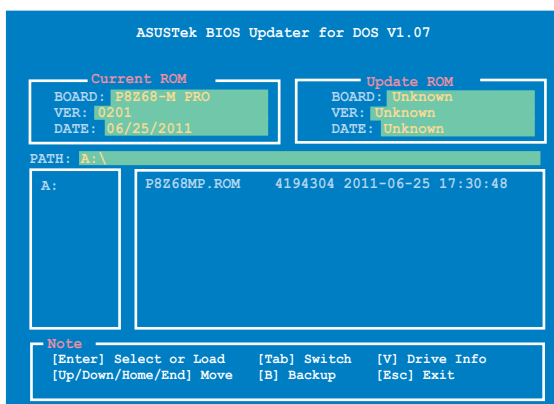 ASUSTek BIOS Updater for DOS V1.07
Current ROM
BOARD: P8Z68-M PRO
VER: 0201
DATE: 06/25/2011
Update ROM
BOARD: Unknown
VER: Unknown
DATE: Unknown
PATH: A:\
A:
P8Z68MP.ROM 4194304 2011-06-25 17:30:48
Note
[Enter] Select or Load [Tab] Switch [V] Drive Info
[Up/Down/Home/End] Move [B] Backup [Esc] Exit